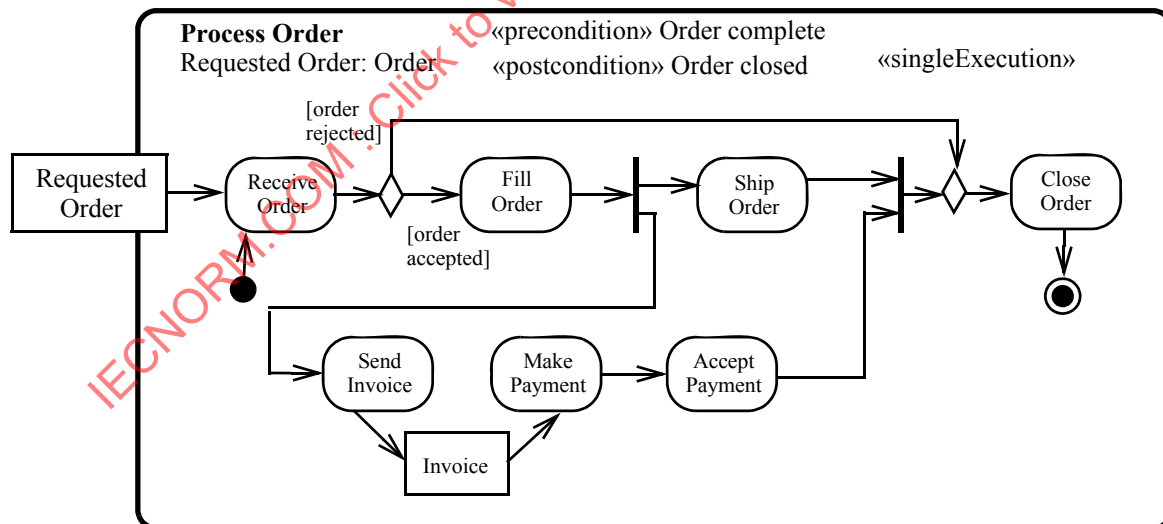 Process Order
«precondition» Order complete
Requested Order: Order
«postcondition» Order closed
«singleExecution»
[order
rejected]
Requested
Order
Receive
Order
Fill
Order
Ship
Order
Close
Order
[order
accepted]
Send
Invoice
Make
Payment
Accept
Payment
Invoice
IECNORM.COM : Click to